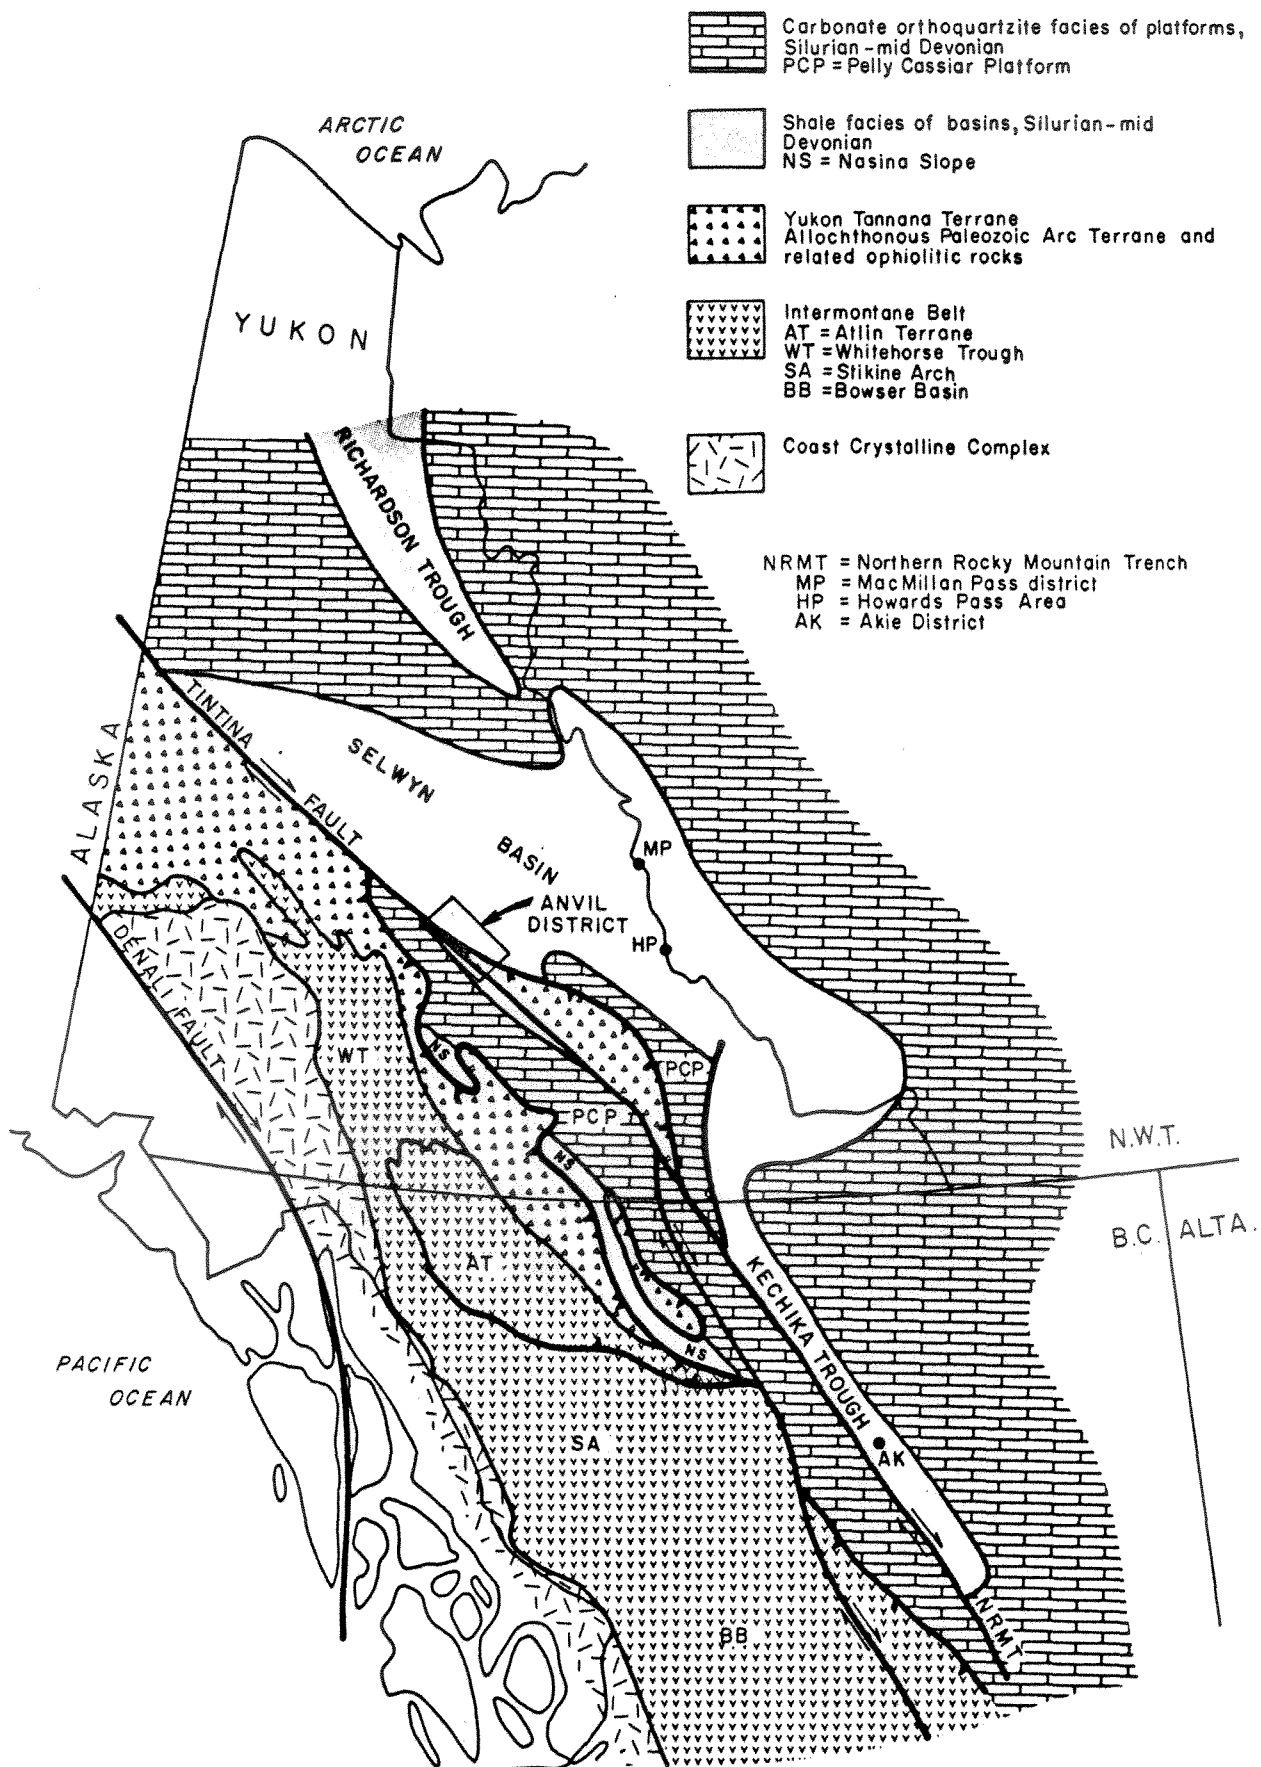 Carbonate orthoquartzite facies of platforms,
Silurian-mid Devonian
PCP = Pelly Cassiar Platform
Shale facies of basins, Silurian-mid
Devonian
NS = Nasina Slope
Yukon Tannana Terrane
Allochthonous Paleozoic Arc Terrane and
related ophiolitic rocks
Intermontane Belt
AT = Atlin Terrane
WT = Whitehorse Trough
SA = Stikine Arch
BB = Bowser Basin
Coast Crystalline Complex
NRMT = Northern Rocky Mountain Trench
MP = MacMillan Pass district
HP = Howards Pass Area
AK = Akie District
ARCTIC
OCEAN
YUKON
RICHARDSON TROUGH
TINTINA
FAULT
SELWYN
BASIN
ALASKA
MP
ANVIL
DISTRICT
HP
DENALI FAULT
WT
NS
PCP
PCP
NS
N.W.T.
B.C.
ALTA.
AT
KECHIKA TROUGH
NS
PACIFIC
OCEAN
SA
AK
BB
NRMT